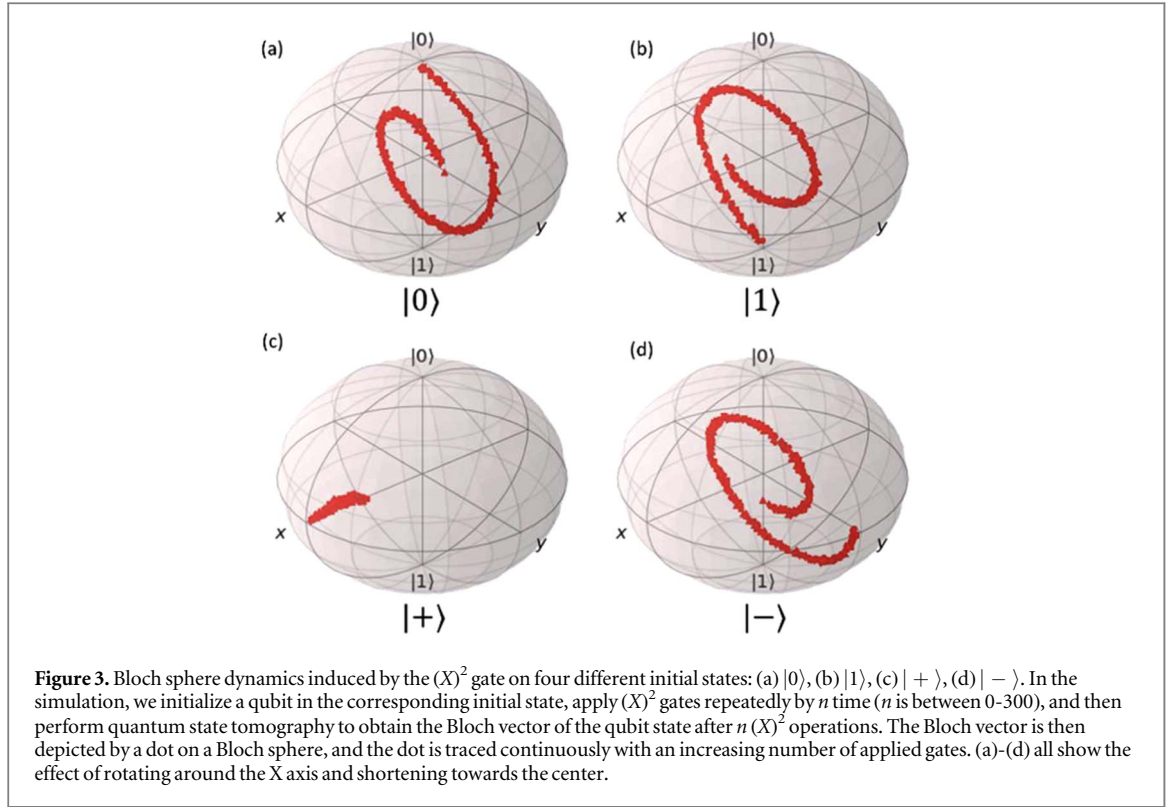 (a)
|0⟩
x
y
|1⟩
|0⟩
(b)
|0⟩
x
y
|1⟩
|1⟩
(c)
|0⟩
x
y
|1⟩
|+⟩
(d)
|0⟩
x
y
|1⟩
|−⟩
Figure 3. Bloch sphere dynamics induced by the (X)² gate on four different initial states: (a) |0⟩, (b) |1⟩, (c) | + ⟩, (d) | − ⟩. In the
simulation, we initialize a qubit in the corresponding initial state, apply (X)² gates repeatedly by n time (n is between 0-300), and then
perform quantum state tomography to obtain the Bloch vector of the qubit state after n (X)² operations. The Bloch vector is then
depicted by a dot on a Bloch sphere, and the dot is traced continuously with an increasing number of applied gates. (a)-(d) all show the
effect of rotating around the X axis and shortening towards the center.